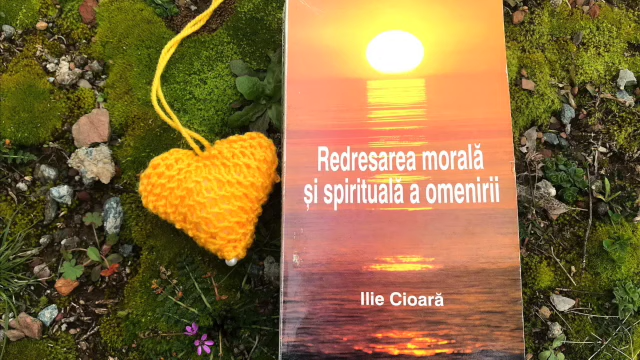 Redresarea morală
și spirituală a omenirii
Ilie Cioară